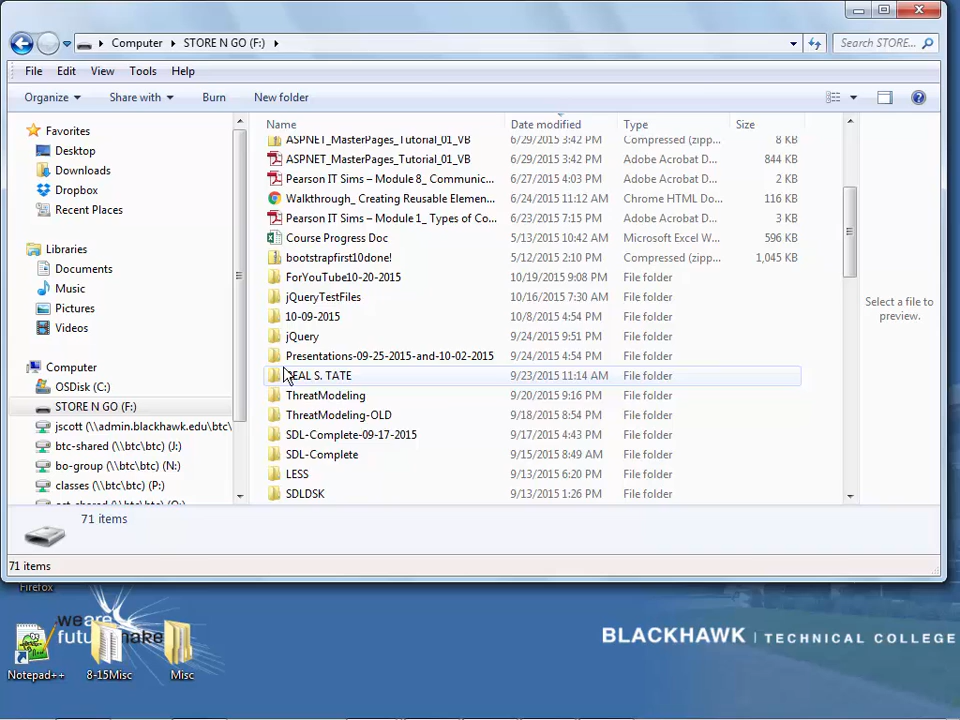 Computer STORE N GO (F:) Search STORE...
File Edit View Tools Help
Organize Share with Burn New folder
Name Date modified Type Size
Favorites
Desktop
Downloads
Dropbox
Recent Places
Libraries
Documents
Music
Pictures
Videos
Computer
OSDisk (C:)
STORE N GO (F:)
jscott (\\admin.blackhawk.edu\btc\
btc-shared (\\btc\btc) (J:)
bo-group (\\btc\btc) (N:)
classes (\\btc\btc) (P:)
ASPNET_MasterPages_Tutorial_01_VB 6/29/2015 3:42 PM Compressed (zipp... 8 KB
ASPNET_MasterPages_Tutorial_01_VB 6/29/2015 3:42 PM Adobe Acrobat D... 844 KB
Pearson IT Sims – Module 8_ Communic... 6/27/2015 4:03 PM Adobe Acrobat D... 2 KB
Walkthrough_ Creating Reusable Elemen... 6/24/2015 11:12 AM Chrome HTML Do... 116 KB
Pearson IT Sims – Module 1_ Types of Co... 6/23/2015 7:15 PM Adobe Acrobat D... 3 KB
Course Progress Doc 5/13/2015 10:42 AM Microsoft Excel W... 596 KB
bootstrapfirst10done! 5/12/2015 2:10 PM Compressed (zipp... 1,045 KB
ForYouTube10-20-2015 10/19/2015 9:08 PM File folder
jQueryTestFiles 10/16/2015 7:30 AM File folder
10-09-2015 10/8/2015 4:54 PM File folder
jQuery 9/24/2015 9:51 PM File folder
Presentations-09-25-2015-and-10-02-2015 9/24/2015 4:54 PM File folder
EAL S. TATE 9/23/2015 11:14 AM File folder
ThreatModeling 9/20/2015 9:16 PM File folder
ThreatModeling-OLD 9/18/2015 8:54 PM File folder
SDL-Complete-09-17-2015 9/17/2015 4:43 PM File folder
SDL-Complete 9/15/2015 8:49 AM File folder
LESS 9/13/2015 6:20 PM File folder
SDLDSK 9/13/2015 1:26 PM File folder
Select a file to
preview.
71 items
71 items
Firefox
we are
futu make
BLACKHAWK | TECHNICAL COLLEGE
Notepad++ 8-15Misc Misc